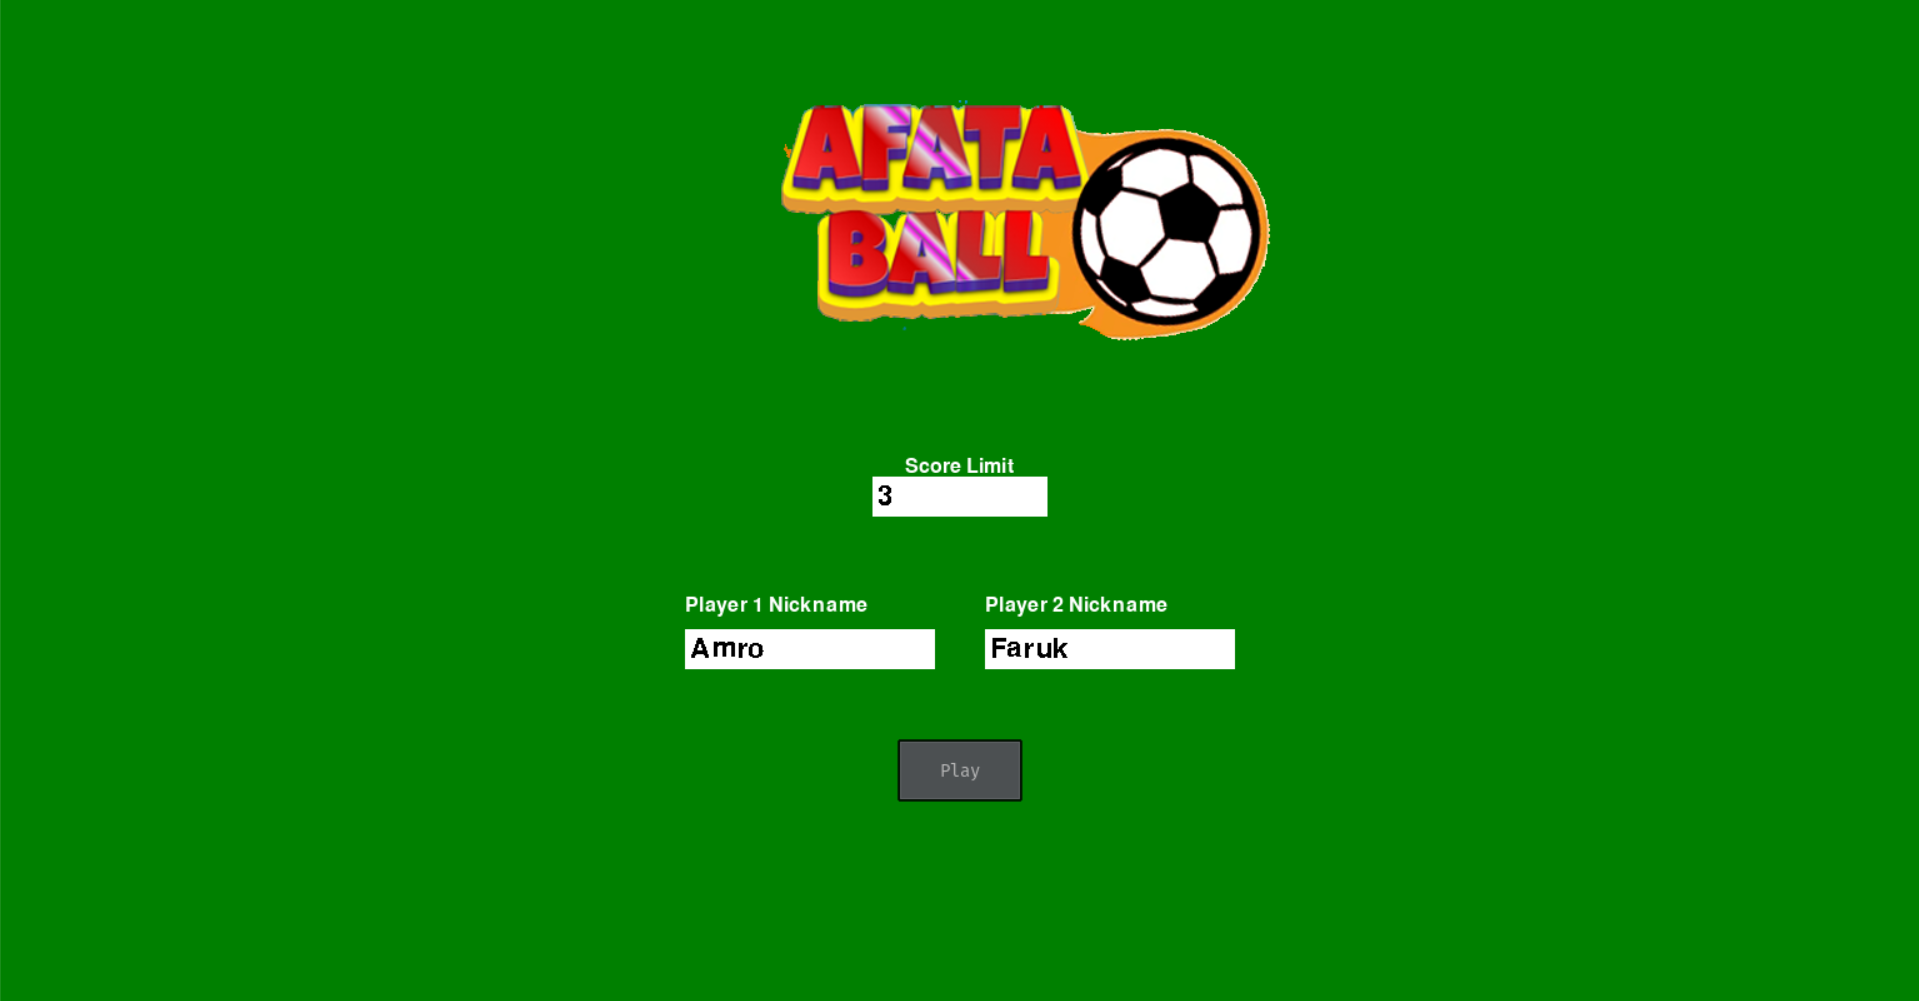 AFATA
BALL
Score Limit
3
Player 1 Nickname
Player 2 Nickname
Amro
Faruk
Play